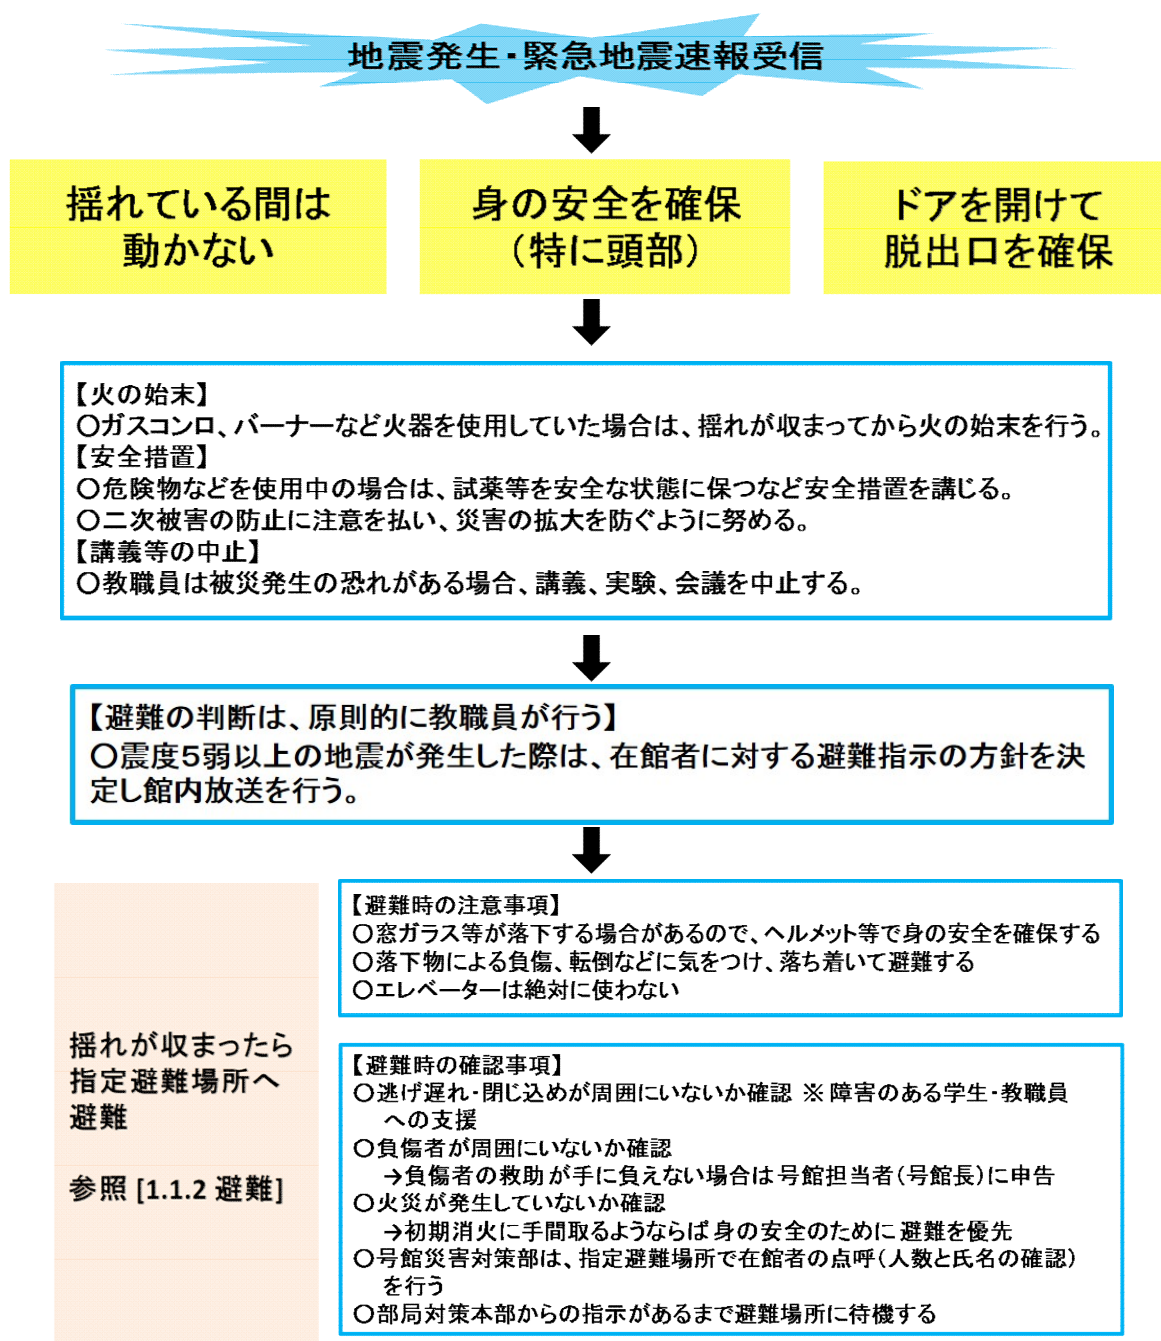 地震発生・緊急地震速報受信
揺れている間は
動かない
身の安全を確保
（特に頭部）
ドアを開けて
脱出口を確保
【火の始末】
〇ガスコンロ、バーナーなど火器を使用していた場合は、揺れが収まってから火の始末を行う。
【安全措置】
〇危険物などを使用中の場合は、試薬等を安全な状態に保つなど安全措置を講じる。
〇二次被害の防止に注意を払い、災害の拡大を防ぐように努める。
【講義等の中止】
〇教職員は被災発生の恐れがある場合、講義、実験、会議を中止する。
【避難の判断は、原則的に教職員が行う】
〇震度５弱以上の地震が発生した際は、在館者に対する避難指示の方針を決
定し館内放送を行う。
揺れが収まったら
指定避難場所へ
避難
参照 [1.1.2 避難]
【避難時の注意事項】
〇窓ガラス等が落下する場合があるので、ヘルメット等で身の安全を確保する
〇落下物による負傷、転倒などに気をつけ、落ち着いて避難する
〇エレベーターは絶対に使わない
【避難時の確認事項】
〇逃げ遅れ・閉じ込めが周囲にいないか確認 ※ 障害のある学生・教職員
への支援
〇負傷者が周囲にいないか確認
→負傷者の救助が手に負えない場合は号館担当者（号館長）に申告
〇火災が発生していないか確認
→初期消火に手間取るようならば身の安全のために避難を優先
〇号館災害対策部は、指定避難場所で在館者の点呼（人数と氏名の確認）
を行う
〇部局対策本部からの指示があるまで避難場所に待機する